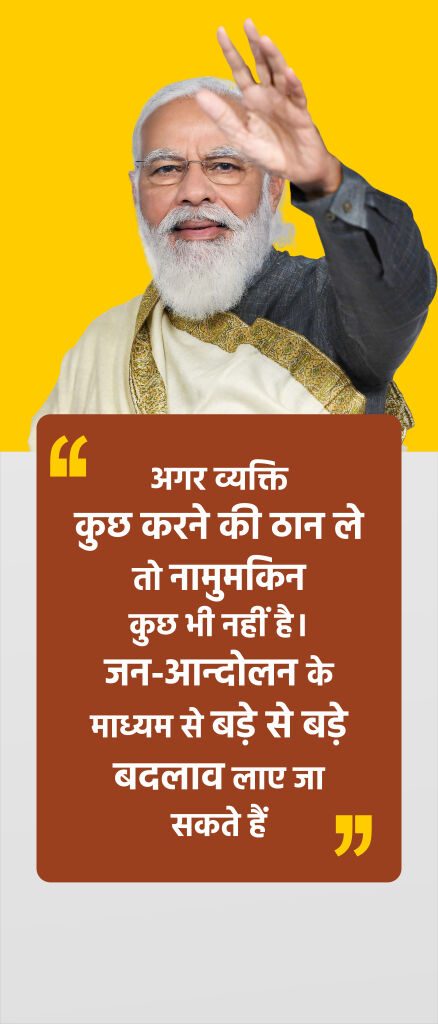 “
अगर व्यक्ति
कुछ करने की ठान ले
तो नामुमकिन
कुछ भी नहीं है।
जन-आन्दोलन के
माध्यम से बड़े से बड़े
बदलाव लाए जा
सकते हैं
”